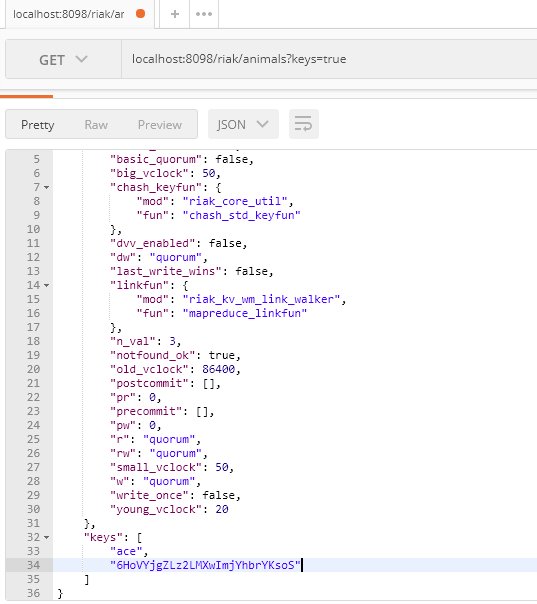 localhost:8098/riak/ar
GET
localhost:8098/riak/animals?keys=true
Pretty
Raw
Preview
JSON
5 "basic_quorum": false,
6 "big_vclock": 50,
7 "chash_keyfun": {
8 "mod": "riak_core_util",
9 "fun": "chash_std_keyfun"
10 },
11 "dvv_enabled": false,
12 "dw": "quorum",
13 "last_write_wins": false,
14 "linkfun": {
15 "mod": "riak_kv_wm_link_walker",
16 "fun": "mapreduce_linkfun"
17 },
18 "n_val": 3,
19 "notfound_ok": true,
20 "old_vclock": 86400,
21 "postcommit": [],
22 "pr": 0,
23 "precommit": [],
24 "pw": 0,
25 "r": "quorum",
26 "rw": "quorum",
27 "small_vclock": 50,
28 "w": "quorum",
29 "write_once": false,
30 "young_vclock": 20
31 },
32 "keys": [
33 "ace",
34 "6HoVYjgZLz2LMXwImjYhbrYKsoS"
35 ]
36 }